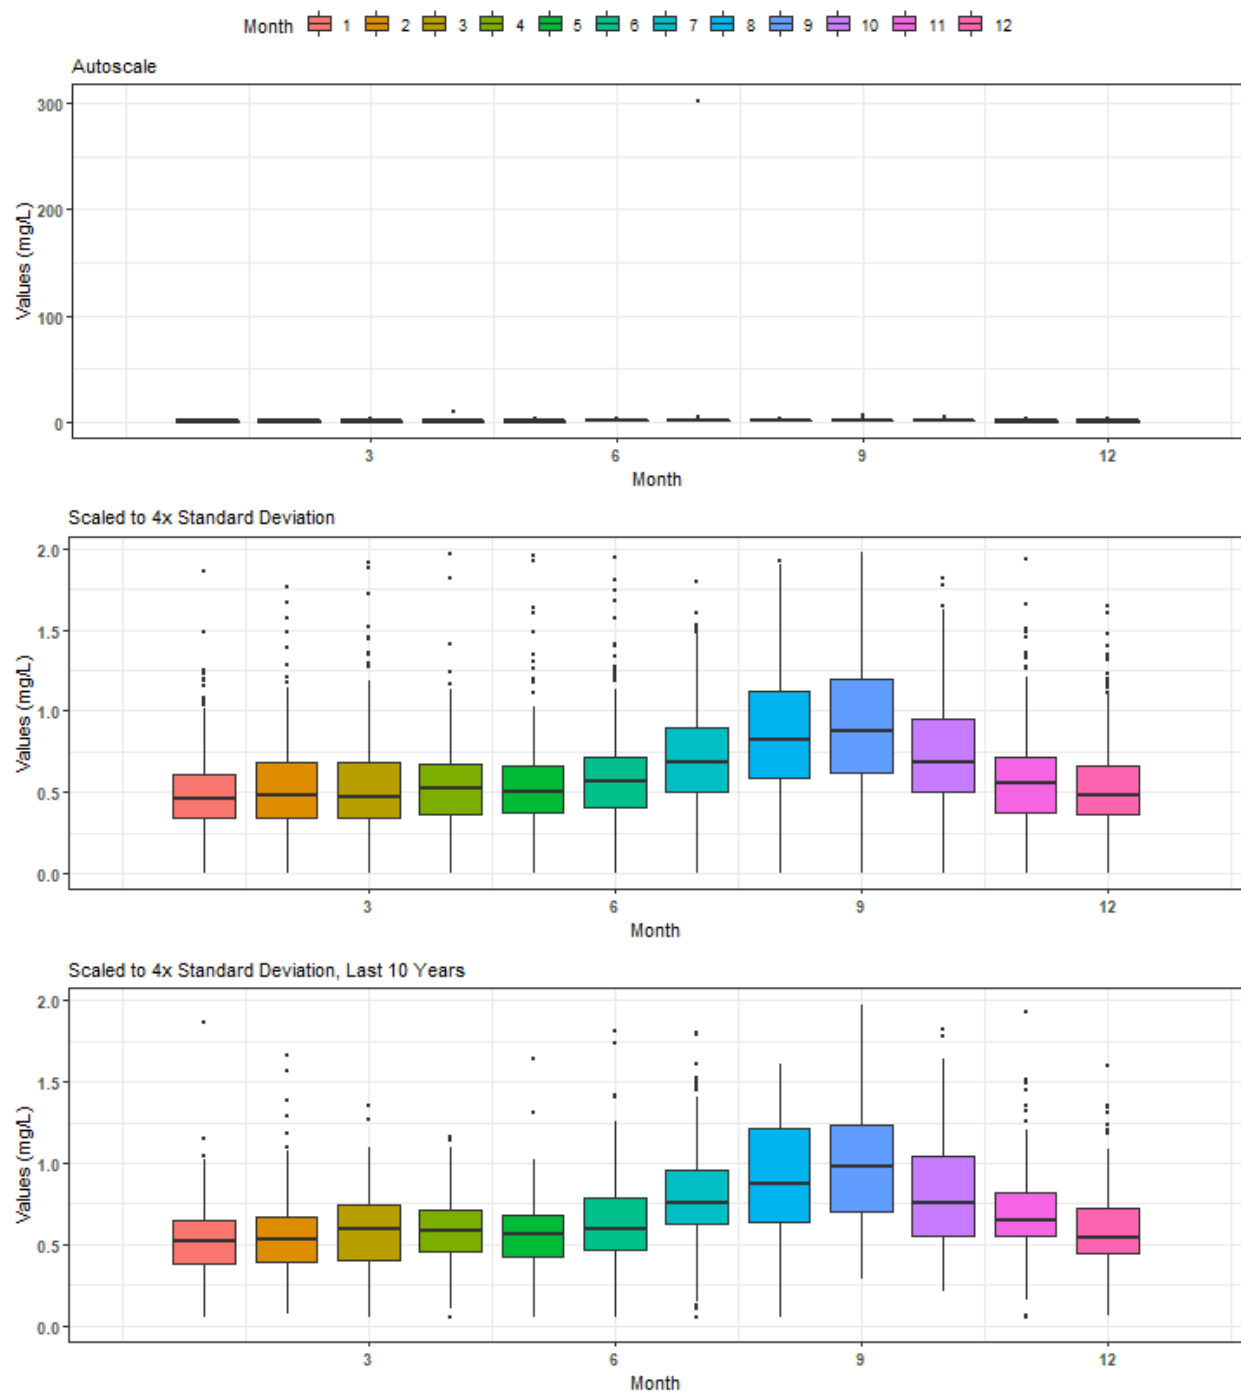 Month 1 2 3 4 5 6 7 8 9 10 11 12
Autoscale
300
200
100
0
Values (mg/L)
3 6 9 12
Month
Scaled to 4x Standard Deviation
2.0
1.5
1.0
0.5
0.0
Values (mg/L)
3 6 9 12
Month
Scaled to 4x Standard Deviation, Last 10 Years
2.0
1.5
1.0
0.5
0.0
Values (mg/L)
3 6 9 12
Month